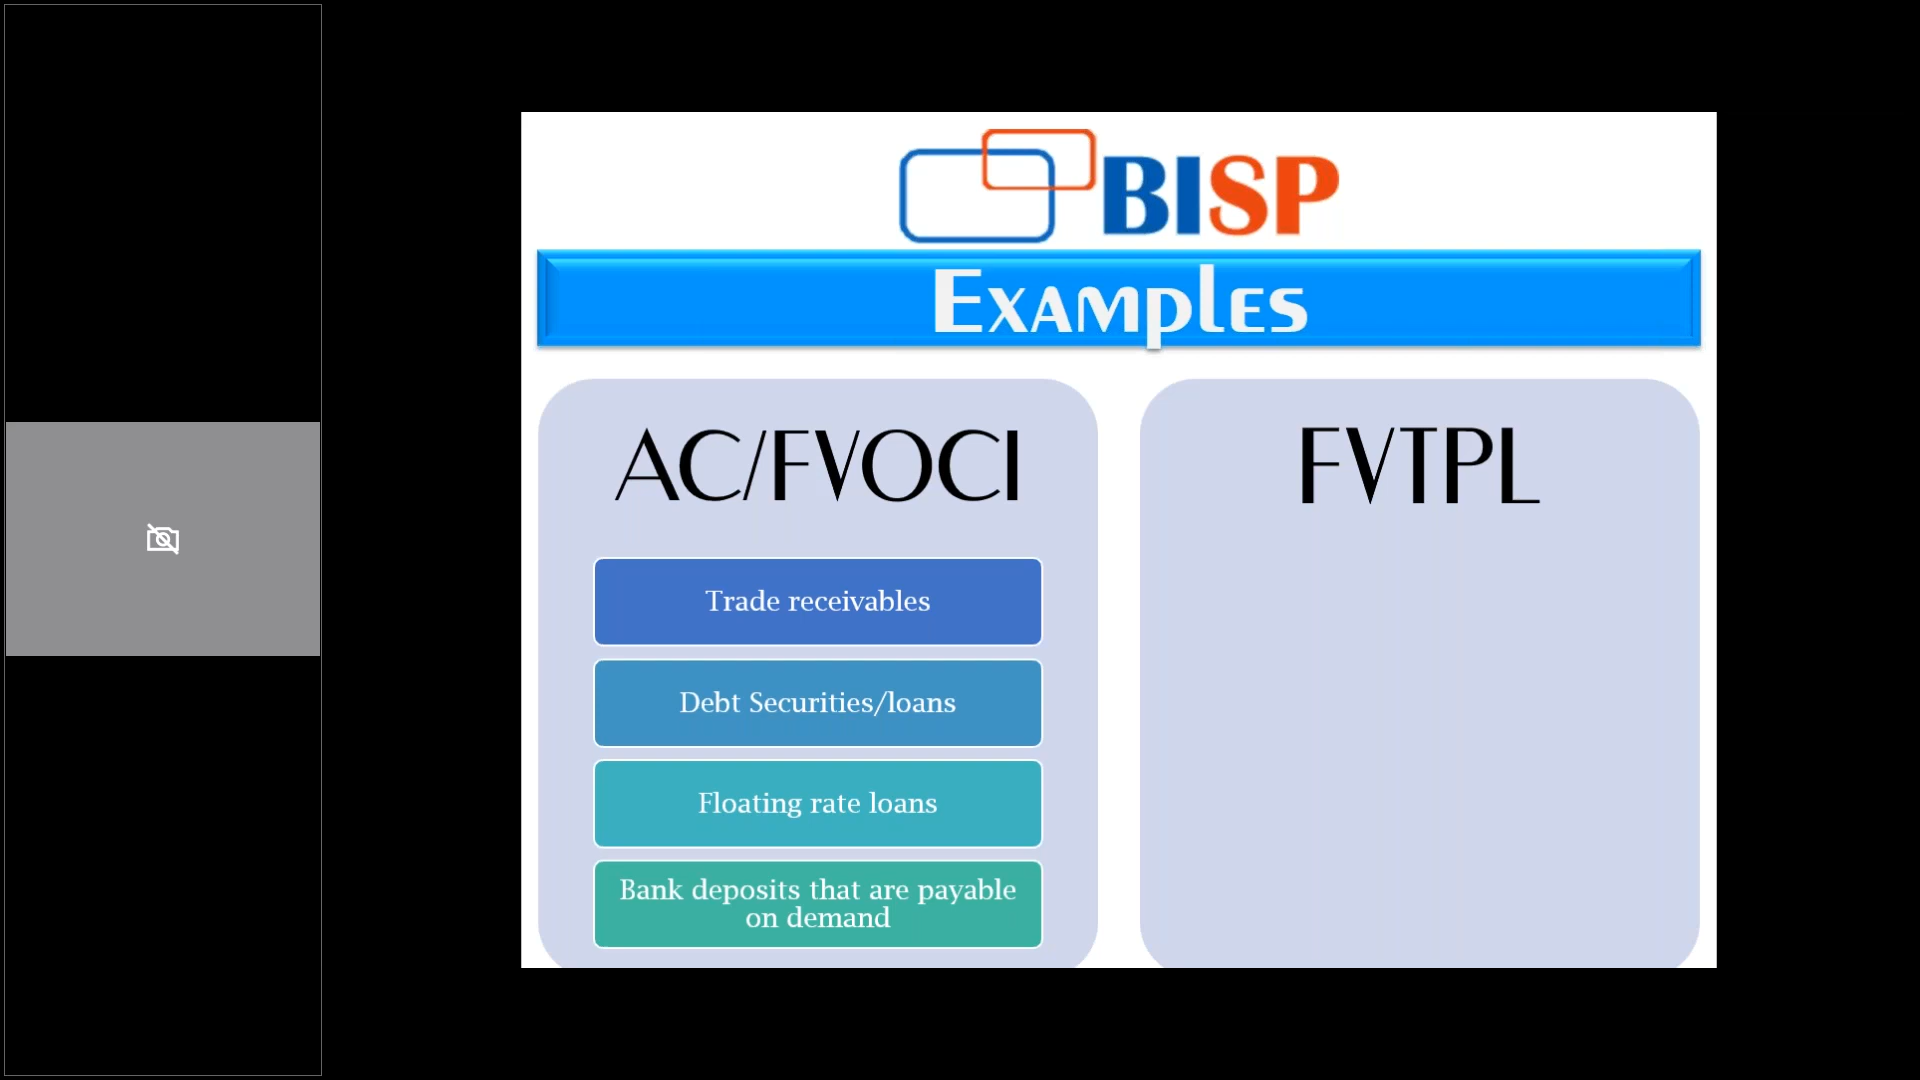 BISP
Examples
AC/FVOCI
Trade receivables
Debt Securities/loans
Floating rate loans
Bank deposits that are payable
on demand
FVTPL